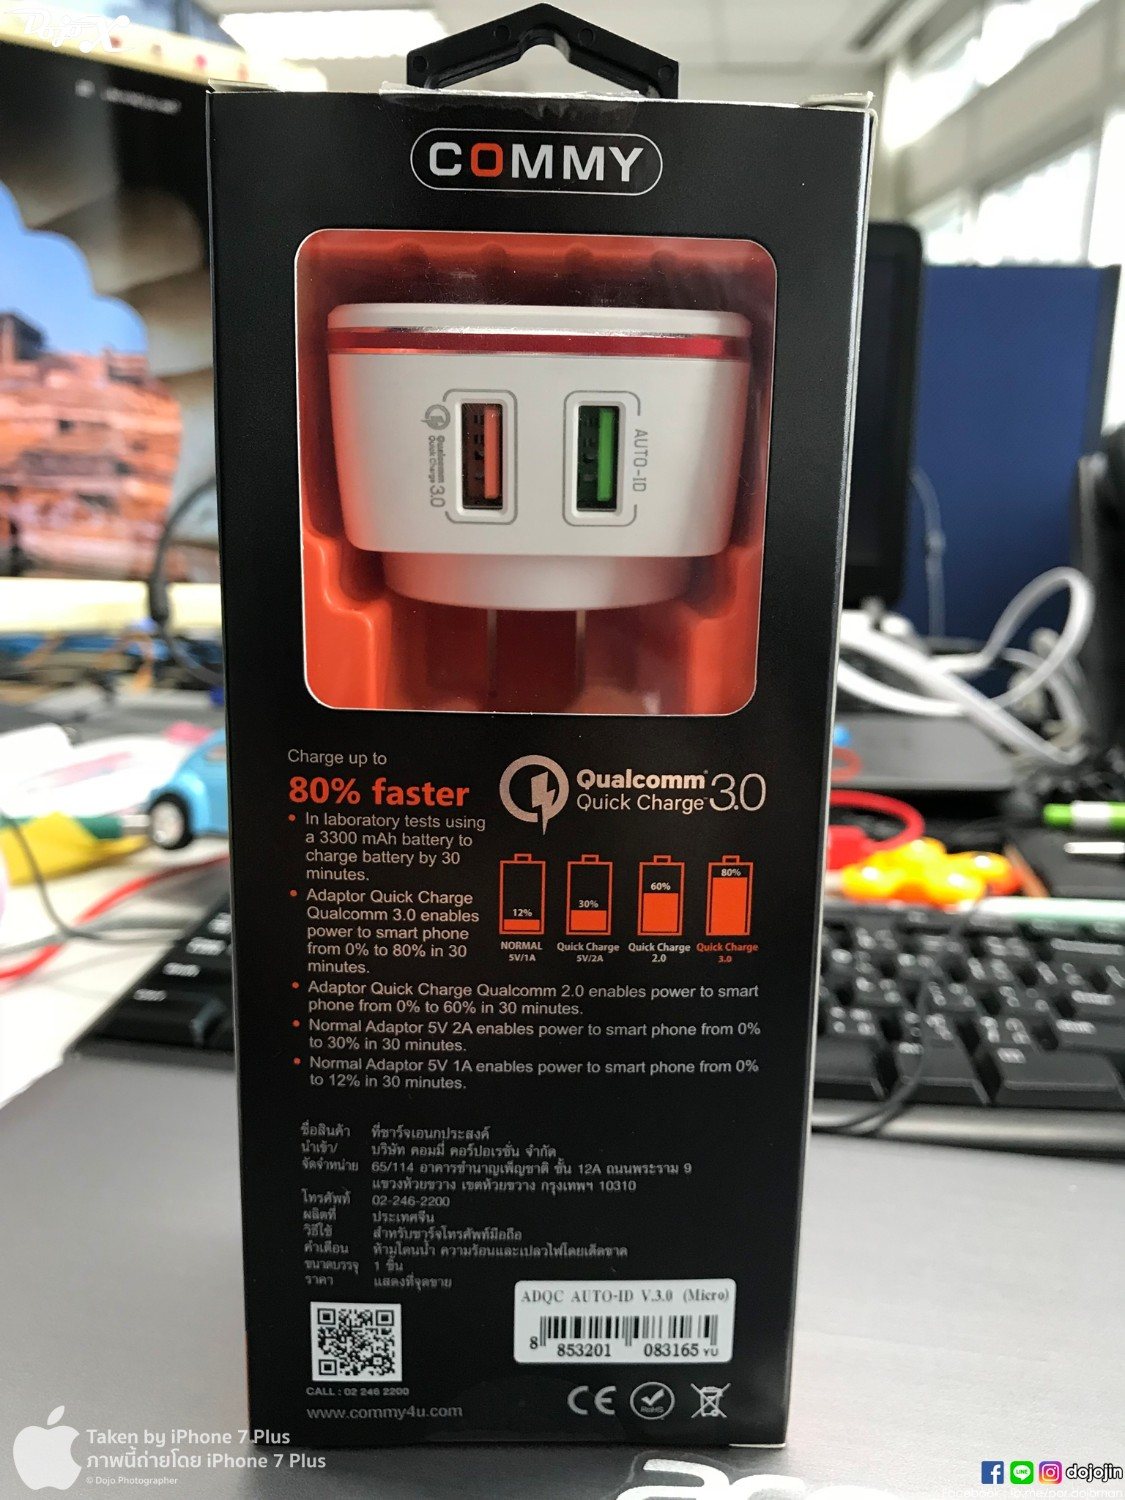 COMMY
Qualcomm
Quick Charge 3.0
AUTO-ID
Charge up to
80% faster
• In laboratory tests using
a 3300 mAh battery to
charge battery by 30
minutes.
• Adaptor Quick Charge
Qualcomm 3.0 enables
power to smart phone
from 0% to 80% in 30
minutes.
Qualcomm®
Quick Charge™ 3.0
12%
30%
60%
80%
NORMAL
5V/1A
Quick Charge
5V/2A
Quick Charge
2.0
Quick Charge
3.0
• Adaptor Quick Charge Qualcomm 2.0 enables power to smart
phone from 0% to 60% in 30 minutes.
• Normal Adaptor 5V 2A enables power to smart phone from 0%
to 30% in 30 minutes.
• Normal Adaptor 5V 1A enables power to smart phone from 0%
to 12% in 30 minutes.
ชื่อสินค้า ที่ชาร์จเอนกประสงค์
นำเข้า/ บริษัท คอมมี่ คอร์ปอเรชั่น จำกัด
จัดจำหน่าย 65/114 อาคารชำนาญเพ็ญชาติ ชั้น 12A ถนนพระราม 9
แขวงห้วยขวาง เขตห้วยขวาง กรุงเทพฯ 10310
โทรศัพท์ 02-246-2200
ผลิตที่ ประเทศจีน
วิธีใช้ สำหรับชาร์จโทรศัพท์มือถือ
คำเตือน ห้ามโดนน้ำ ความร้อนและเปลวไฟโดยเด็ดขาด
ขนาดบรรจุ 1 ชิ้น
ราคา แสดงที่จุดขาย
ADQC AUTO-ID V.3.0 (Micro)
8 853201 083165 YU
CALL : 02 246 2200
www.commy4u.com
CE
RoHS
Taken by iPhone 7 Plus
ภาพนี้ถ่ายโดย iPhone 7 Plus
© Dojo Photographer
LINE
dojojin